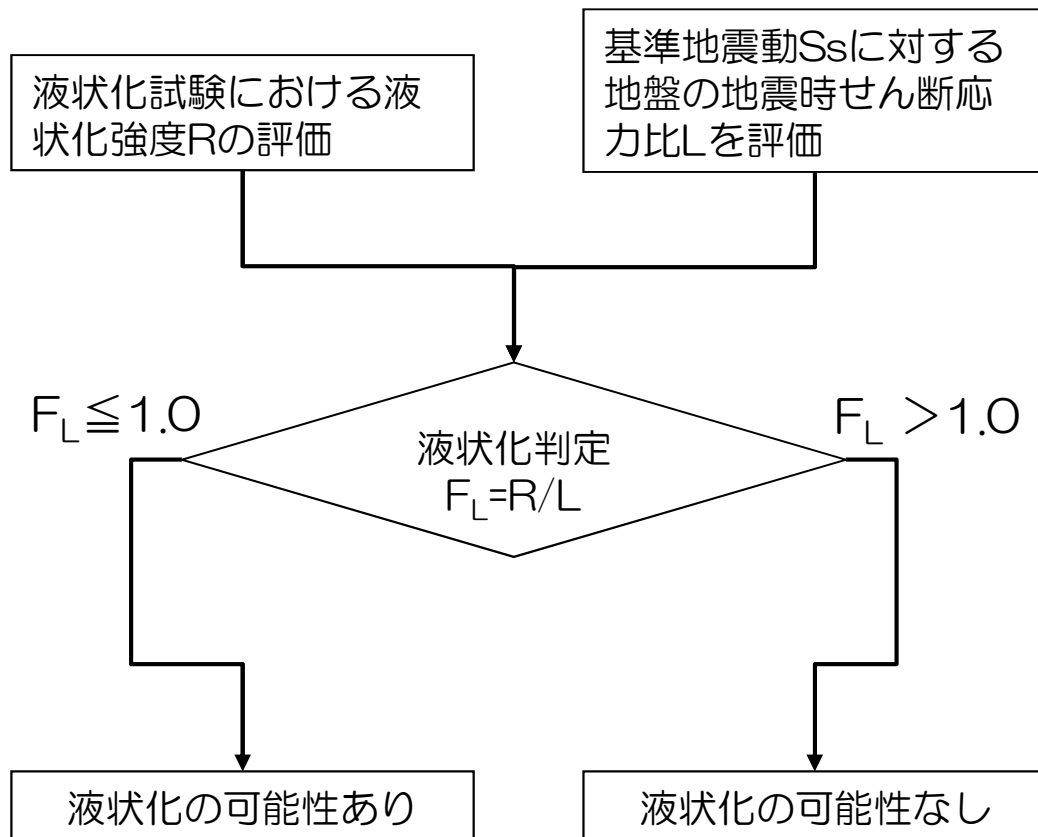 液状化試験における液
状化強度Rの評価
基準地震動Ssに対する
地盤の地震時せん断応
力比Lを評価
F_L≦1.0
F_L >1.0
液状化判定
F_L=R/L
液状化の可能性あり
液状化の可能性なし